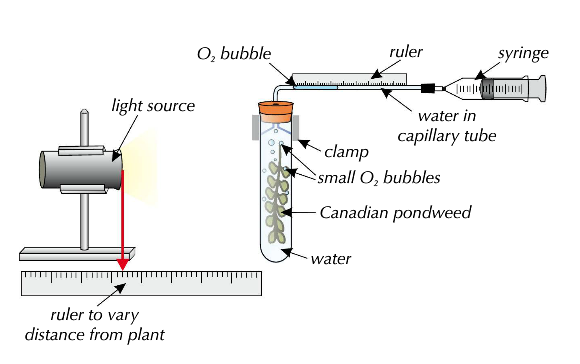 O₂ bubble
ruler
syringe
light source
water in
capillary tube
clamp
small O₂ bubbles
Canadian pondweed
water
ruler to vary
distance from plant